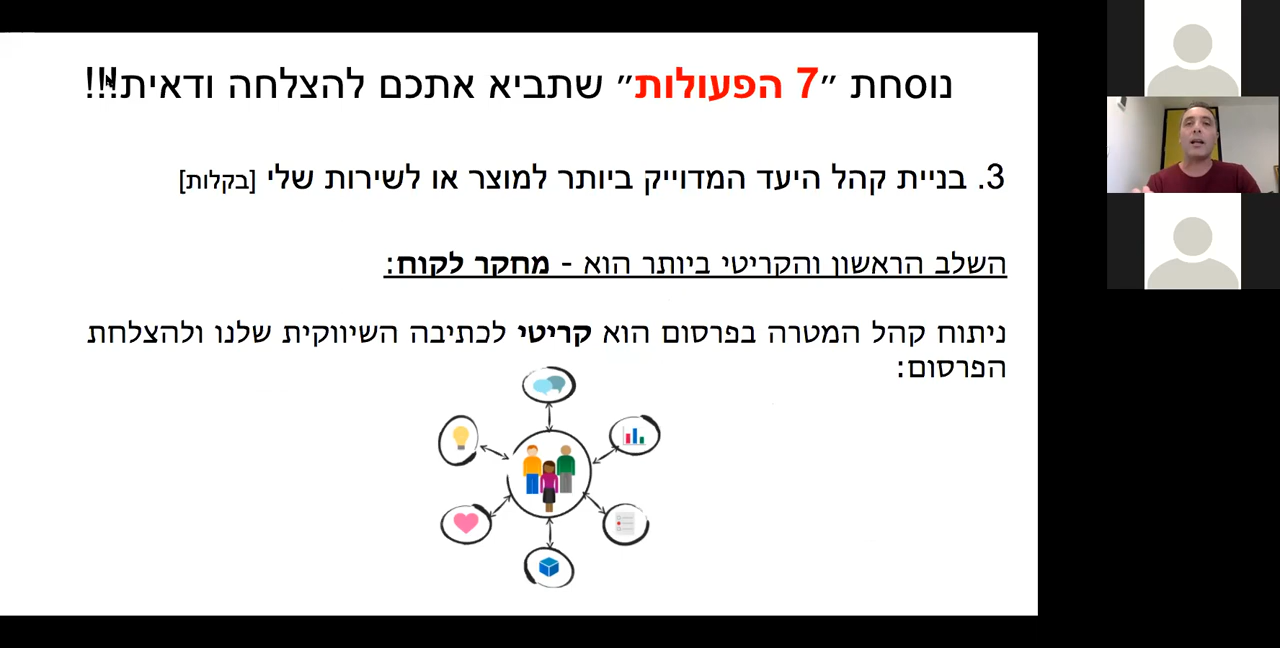 נוסחת ״7 הפעולות״ שתביא אתכם להצלחה ודאית!!!
3. בניית קהל היעד המדוייק ביותר למוצר או לשירות שלי [בקלות]
השלב הראשון והקריטי ביותר הוא - מחקר לקוח:
ניתוח קהל המטרה בפרסום הוא קריטי לכתיבה השיווקית שלנו ולהצלחת
הפרסום: